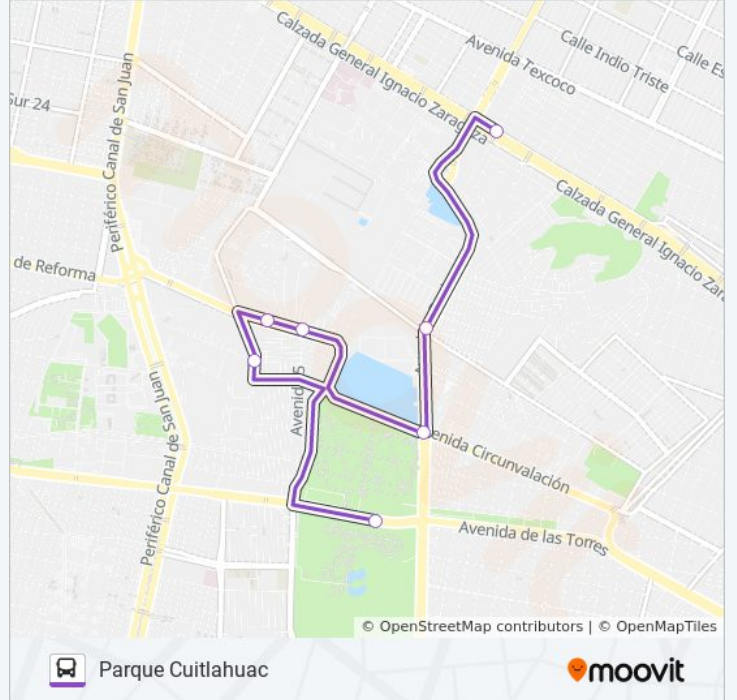 Calzada General Ignacio Zaragoza
Avenida Texcoco
Calle Indio Triste
Calle Es
Sur 24
Periférico Canal de San Juan
Calzada General Ignacio Zara
de Reforma
Avenida
5
Periférico Canal de San Juan
enida Circunvalación
Avenida de las Torres
© OpenStreetMap contributors | © OpenMapTiles
Parque Cuitlahuac
moovit